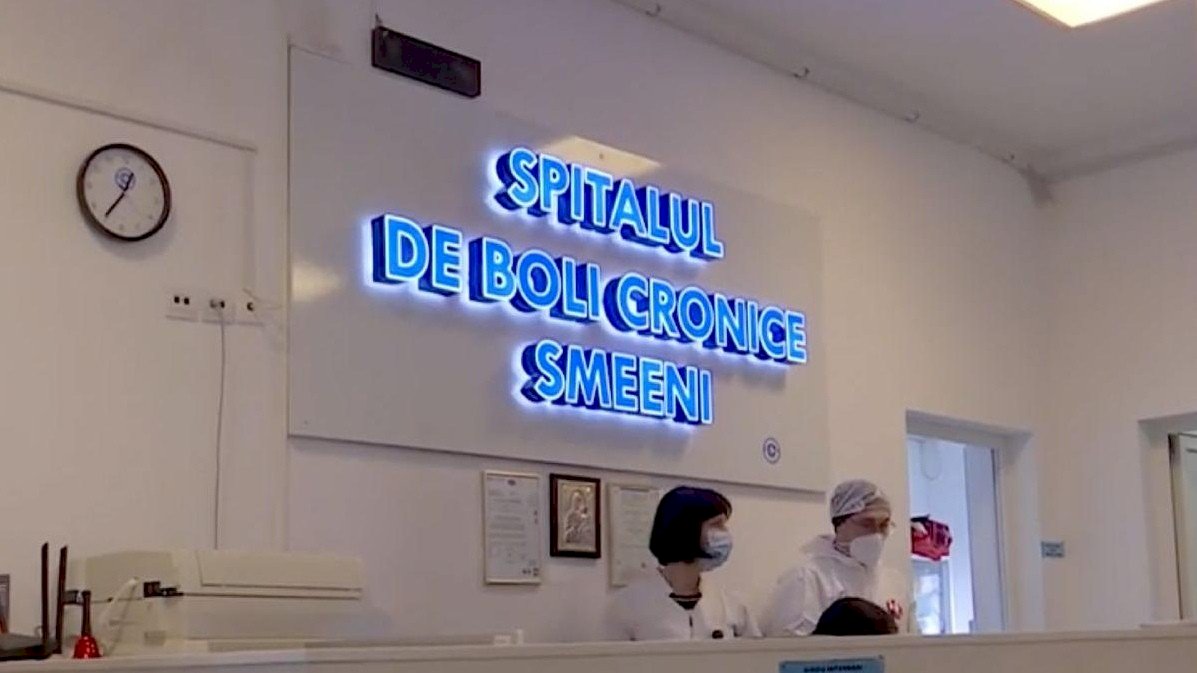 SPITALUL
DE BOLI CRONICE
SMEENI